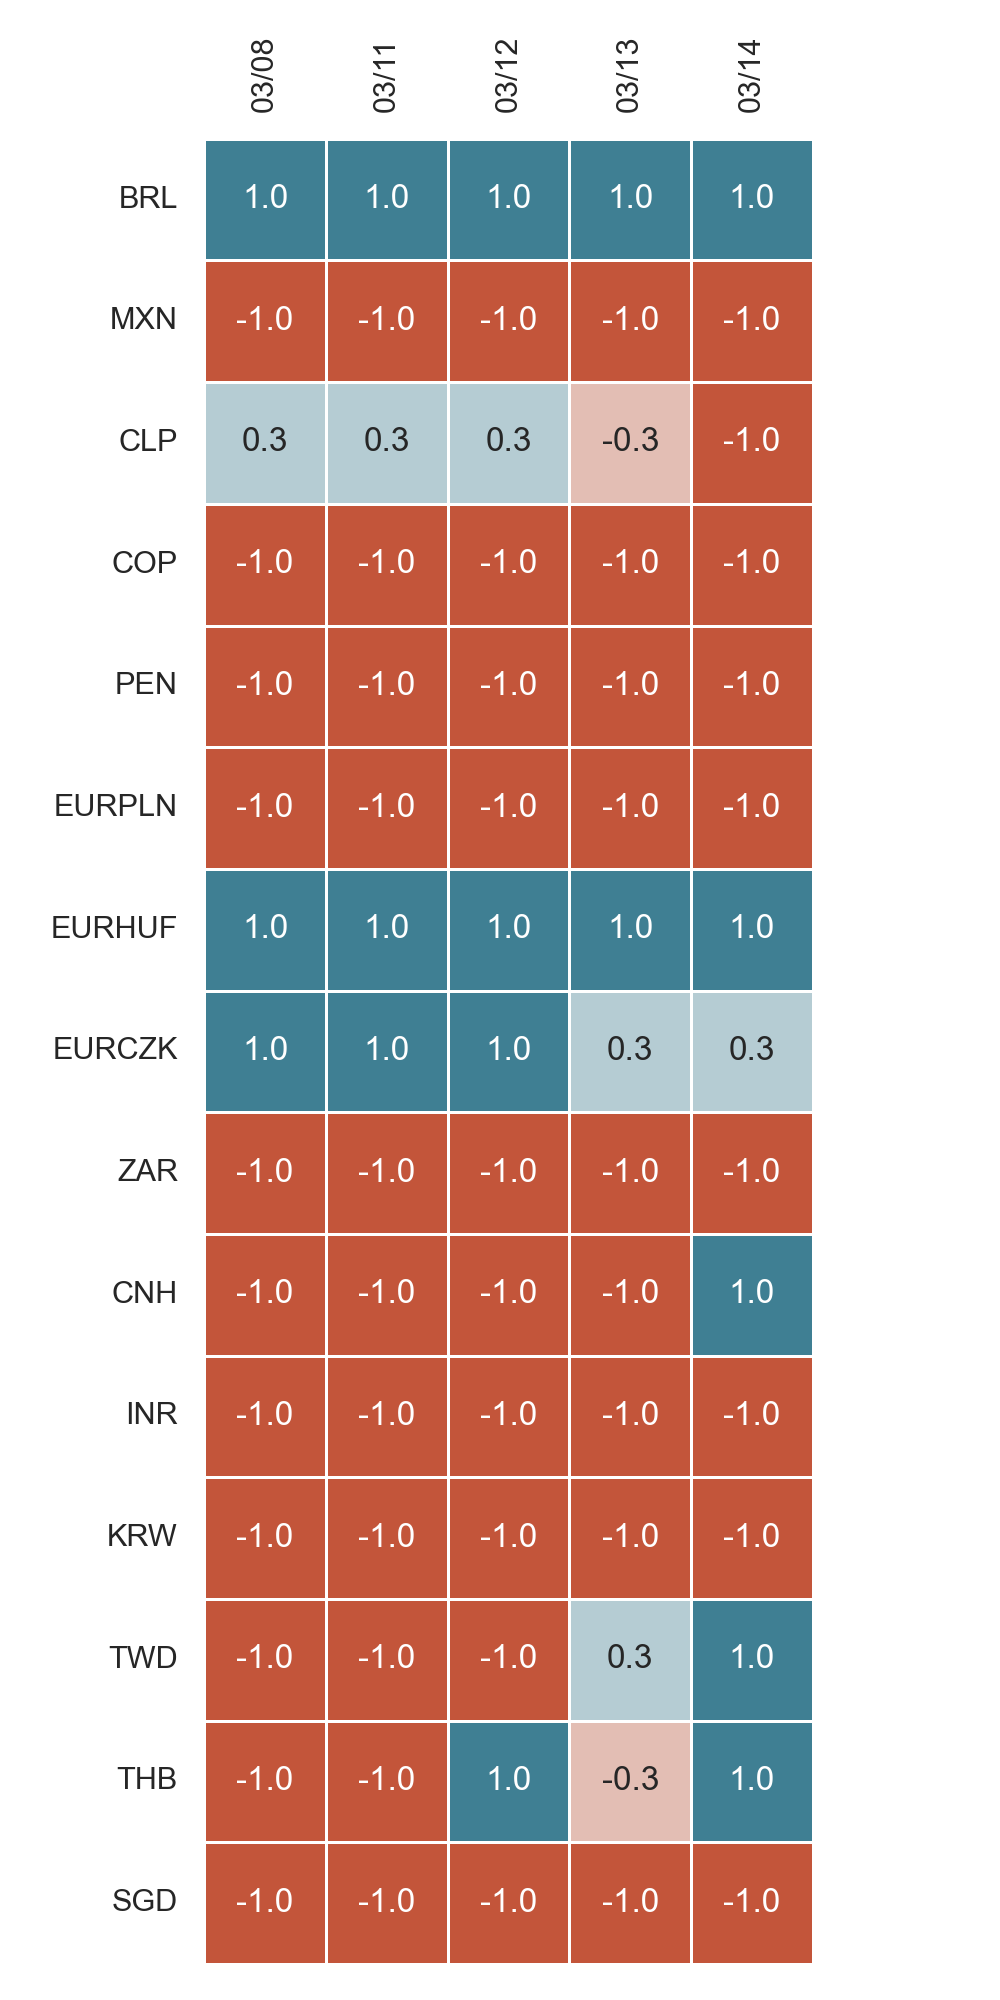 03/08 03/11 03/12 03/13 03/14
BRL 1.0 1.0 1.0 1.0 1.0
MXN -1.0 -1.0 -1.0 -1.0 -1.0
CLP 0.3 0.3 0.3 -0.3 -1.0
COP -1.0 -1.0 -1.0 -1.0 -1.0
PEN -1.0 -1.0 -1.0 -1.0 -1.0
EURPLN -1.0 -1.0 -1.0 -1.0 -1.0
EURHUF 1.0 1.0 1.0 1.0 1.0
EURCZK 1.0 1.0 1.0 0.3 0.3
ZAR -1.0 -1.0 -1.0 -1.0 -1.0
CNH -1.0 -1.0 -1.0 -1.0 1.0
INR -1.0 -1.0 -1.0 -1.0 -1.0
KRW -1.0 -1.0 -1.0 -1.0 -1.0
TWD -1.0 -1.0 -1.0 0.3 1.0
THB -1.0 -1.0 1.0 -0.3 1.0
SGD -1.0 -1.0 -1.0 -1.0 -1.0